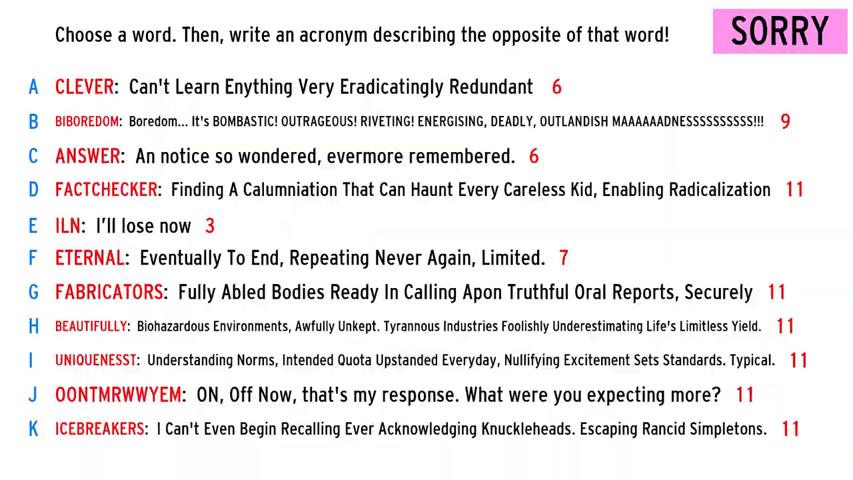 Choose a word. Then, write an acronym describing the opposite of that word!
SORRY
A CLEVER: Can't Learn Enything Very Eradicatingly Redundant 6
B BIBOREDOM: Boredom... It's BOMBASTIC! OUTRAGEOUS! RIVETING! ENERGISING, DEADLY, OUTLANDISH MAAAAAADNESSSSSSSSSS!!! 9
C ANSWER: An notice so wondered, evermore remembered. 6
D FACTCHECKER: Finding A Calumniation That Can Haunt Every Careless Kid, Enabling Radicalization 11
E ILN: I'll lose now 3
F ETERNAL: Eventually To End, Repeating Never Again, Limited. 7
G FABRICATORS: Fully Abled Bodies Ready In Calling Apon Truthful Oral Reports, Securely 11
H BEAUTIFULLY: Biohazardous Environments, Awfully Unkept. Tyrannous Industries Foolishly Underestimating Life's Limitless Yield. 11
I UNIQUENESST: Understanding Norms, Intended Quota Upstanded Everyday, Nullifying Excitement Sets Standards. Typical. 11
J OONTMRWWYEM: ON, Off Now, that's my response. What were you expecting more? 11
K ICEBREAKERS: I Can't Even Begin Recalling Ever Acknowledging Knuckleheads. Escaping Rancid Simpletons. 11